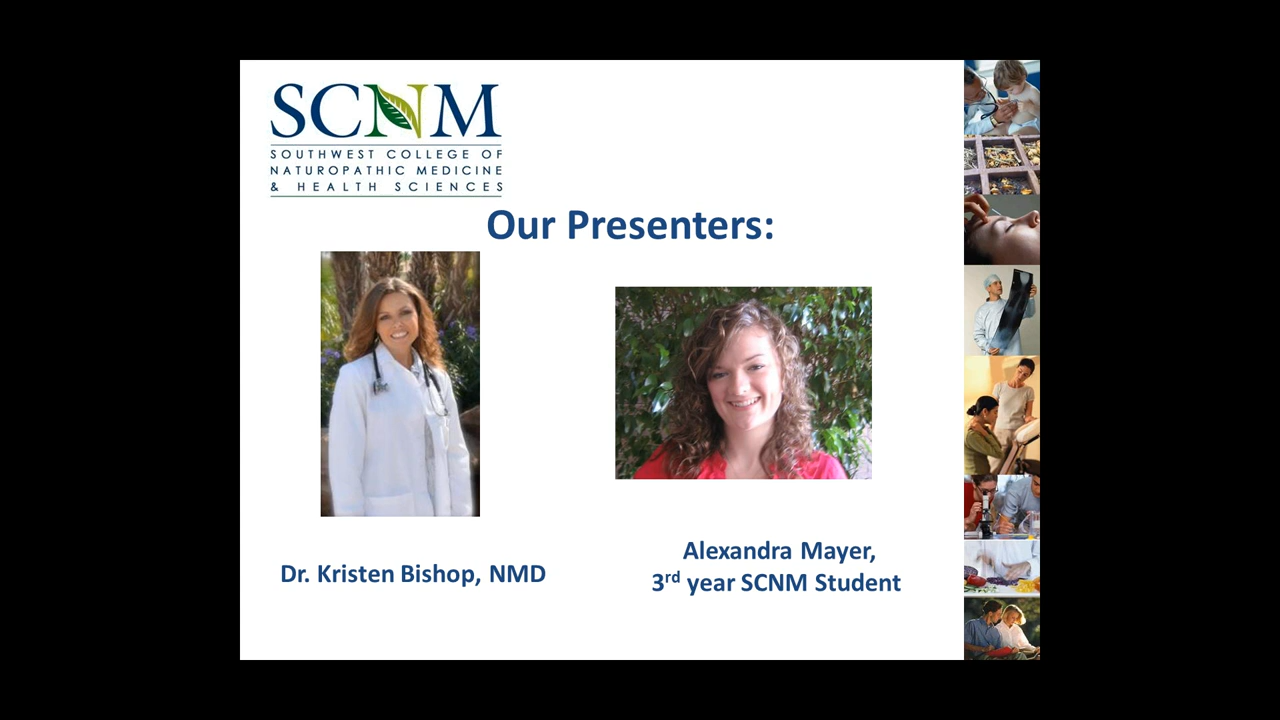 SCNM
SOUTHWEST COLLEGE OF
NATUROPATHIC MEDICINE
& HEALTH SCIENCES
Our Presenters:
Dr. Kristen Bishop, NMD
Alexandra Mayer,
3rd year SCNM Student